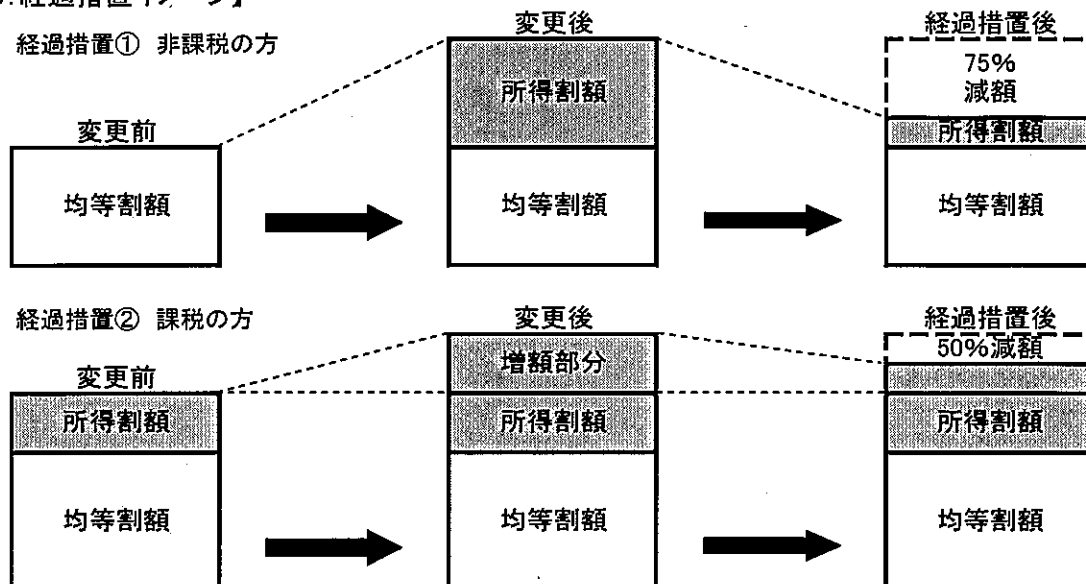 経過措置① 非課税の方
変更前
均等割額
変更後
所得割額
均等割額
経過措置後
75%
減額
所得割額
均等割額
経過措置② 課税の方
変更前
所得割額
均等割額
変更後
増額部分
所得割額
均等割額
経過措置後
50%減額
所得割額
均等割額